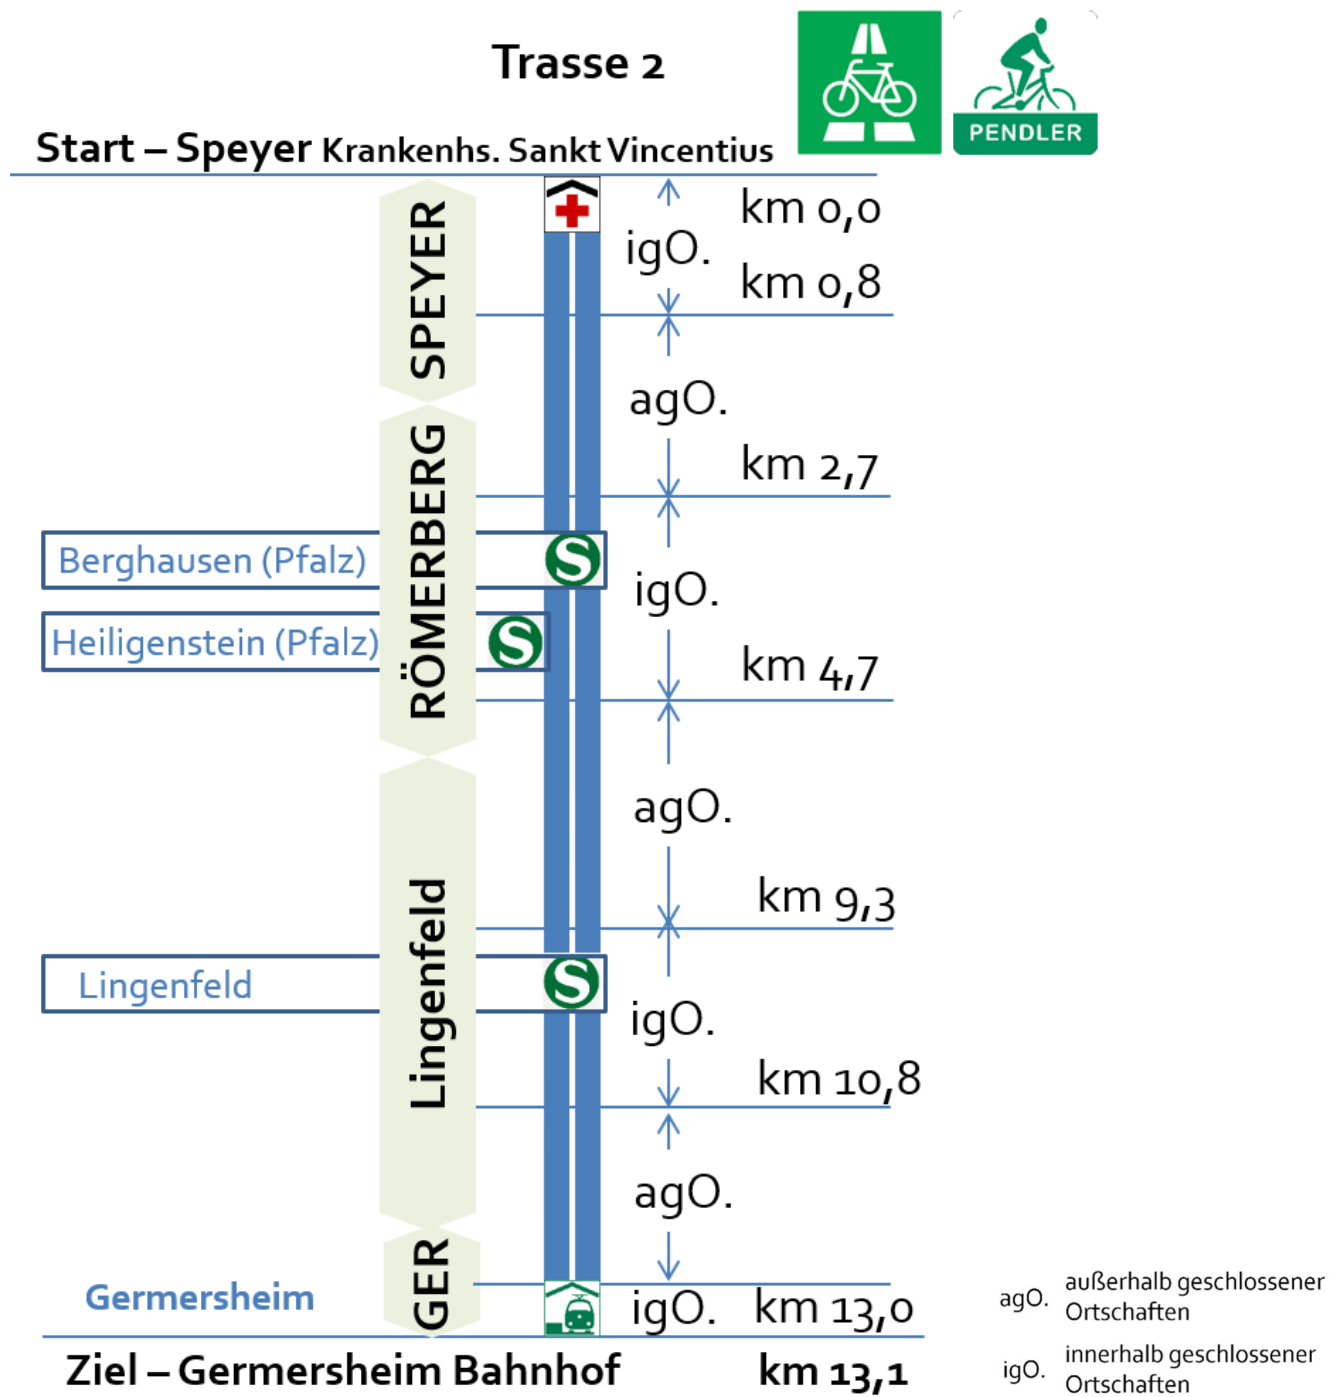 Trasse 2
PENDLER
Start – Speyer Krankenhs. Sankt Vincentius
km 0,0
igO.
km 0,8
SPEYER
agO.
km 2,7
RÖMERBERG
Berghausen (Pfalz)
S
igO.
Heiligenstein (Pfalz)
S
km 4,7
agO.
km 9,3
Lingenfeld
Lingenfeld
S
igO.
km 10,8
agO.
GER
Germersheim
igO.
km 13,0
Ziel – Germersheim Bahnhof
km 13,1
agO.
außerhalb geschlossener
Ortschaften
igO.
innerhalb geschlossener
Ortschaften